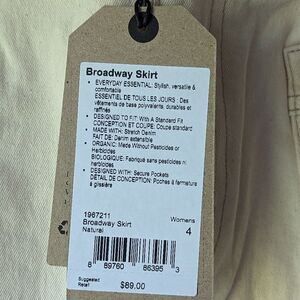 Broadway Skirt
• EVERYDAY ESSENTIAL: Stylish, versatile &
comfortable
ESSENTIEL DE TOUS LES JOURS : Des
vêtements de base polyvalents, durables et
raffinés
• DESIGNED TO FIT: With A Standard Fit
CONCEPTION ET COUPE: Coupe standard
• MADE WITH: Stretch Denim
FAIT DE: Denim extensible
• ORGANIC: Made Without Pesticides or
Herbicides
BIOLOGIQUE: Fabriqué sans pesticides ni
herbicides
• DESIGNED WITH: Secure Pockets
DÉTAIL DE CONCEPTION: Poches à fermeture
à glissière
1967211
Broadway Skirt
Natural
Womens
4
8 89760 86395 3
Suggested
Retail
$89.00